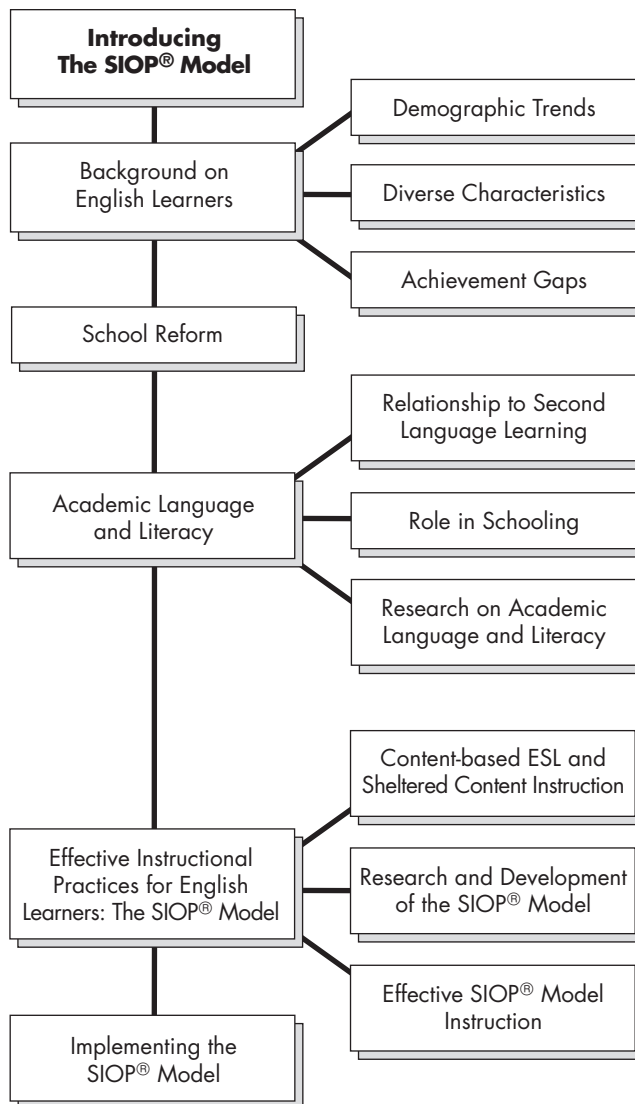 Introducing
The SIOP® Model
Background on
English Learners
Demographic Trends
Diverse Characteristics
Achievement Gaps
School Reform
Academic Language
and Literacy
Relationship to Second
Language Learning
Role in Schooling
Research on Academic
Language and Literacy
Effective Instructional
Practices for English
Learners: The SIOP® Model
Content-based ESL and
Sheltered Content Instruction
Research and Development
of the SIOP® Model
Effective SIOP® Model
Instruction
Implementing the
SIOP® Model